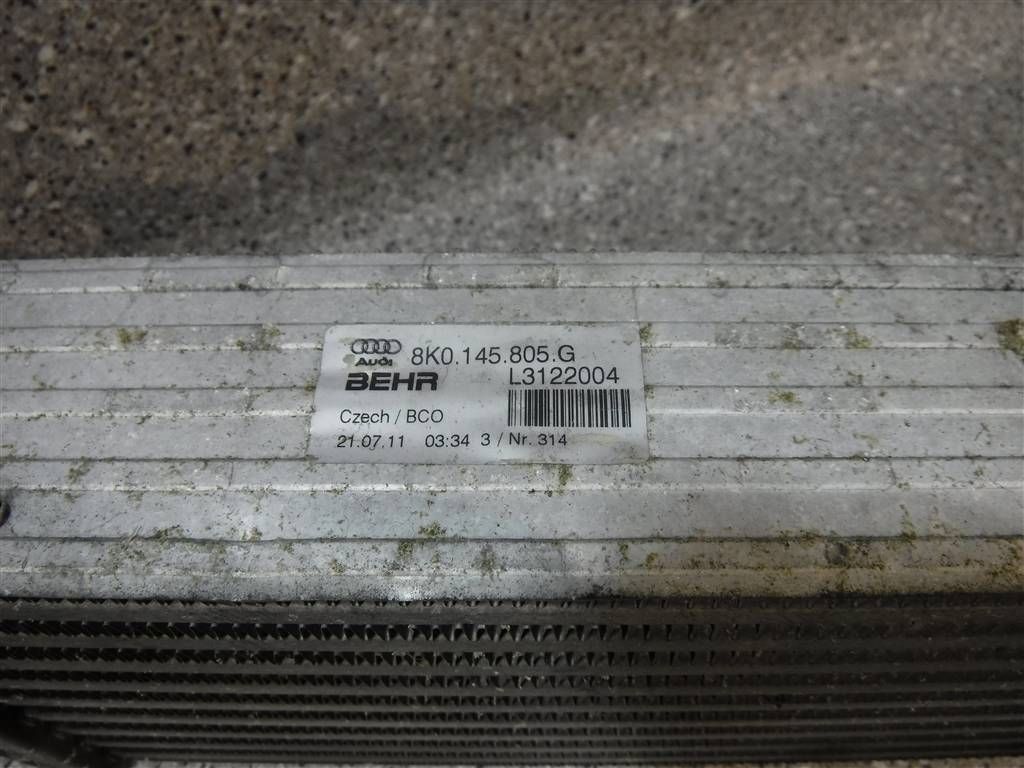 Audi 8K0.145.805.G
BEHR L3122004
Czech / BCO
21.07.11 03:34 3 / Nr. 314